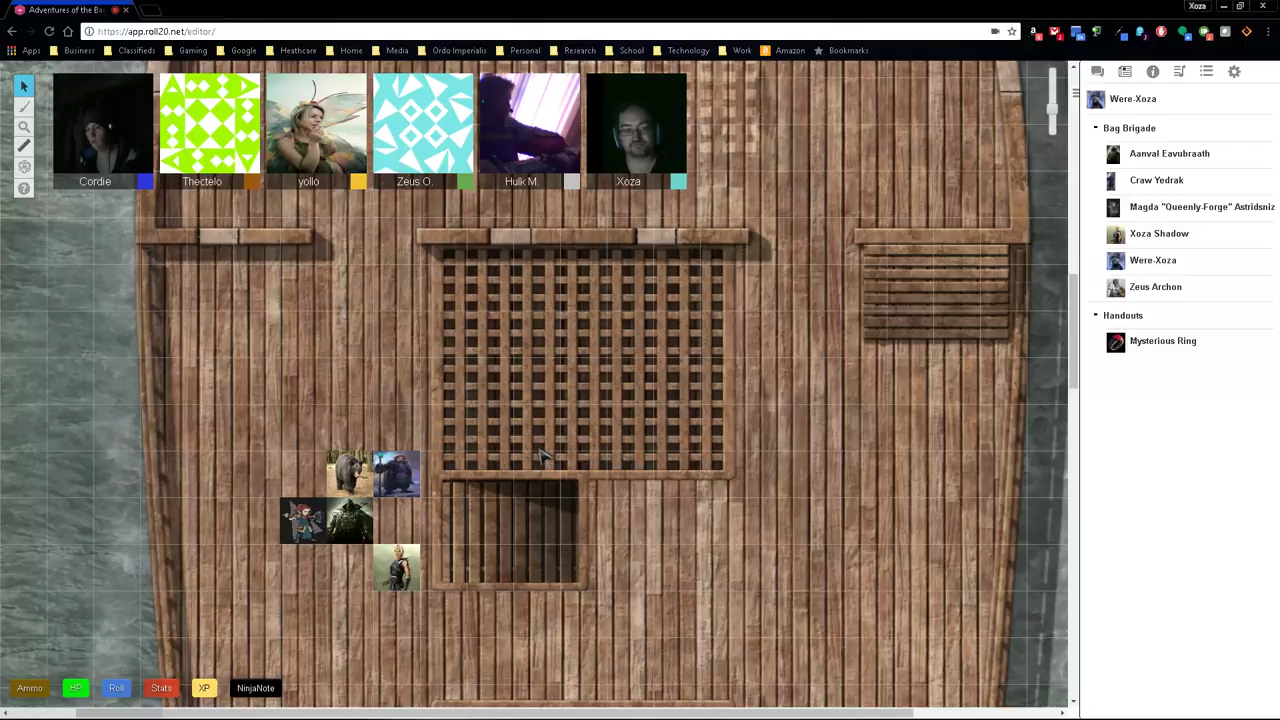 Adventures of the Ba
Xoza
https://app.roll20.net/editor/
Apps Business Classifieds Gaming Google Heathcare Home Media Ordo Imperialis Personal Research School Technology Work Amazon Bookmarks
Cordie Thectelo yollo Zeus O. Hulk M. Xoza
Were-Xoza
Bag Brigade
Aanval Eavubraath
Craw Yedrak
Magda "Queenly-Forge" Astridsniz
Xoza Shadow
Were-Xoza
Zeus Archon
Handouts
Mysterious Ring
Ammo HP Roll Stats XP NinjaNote